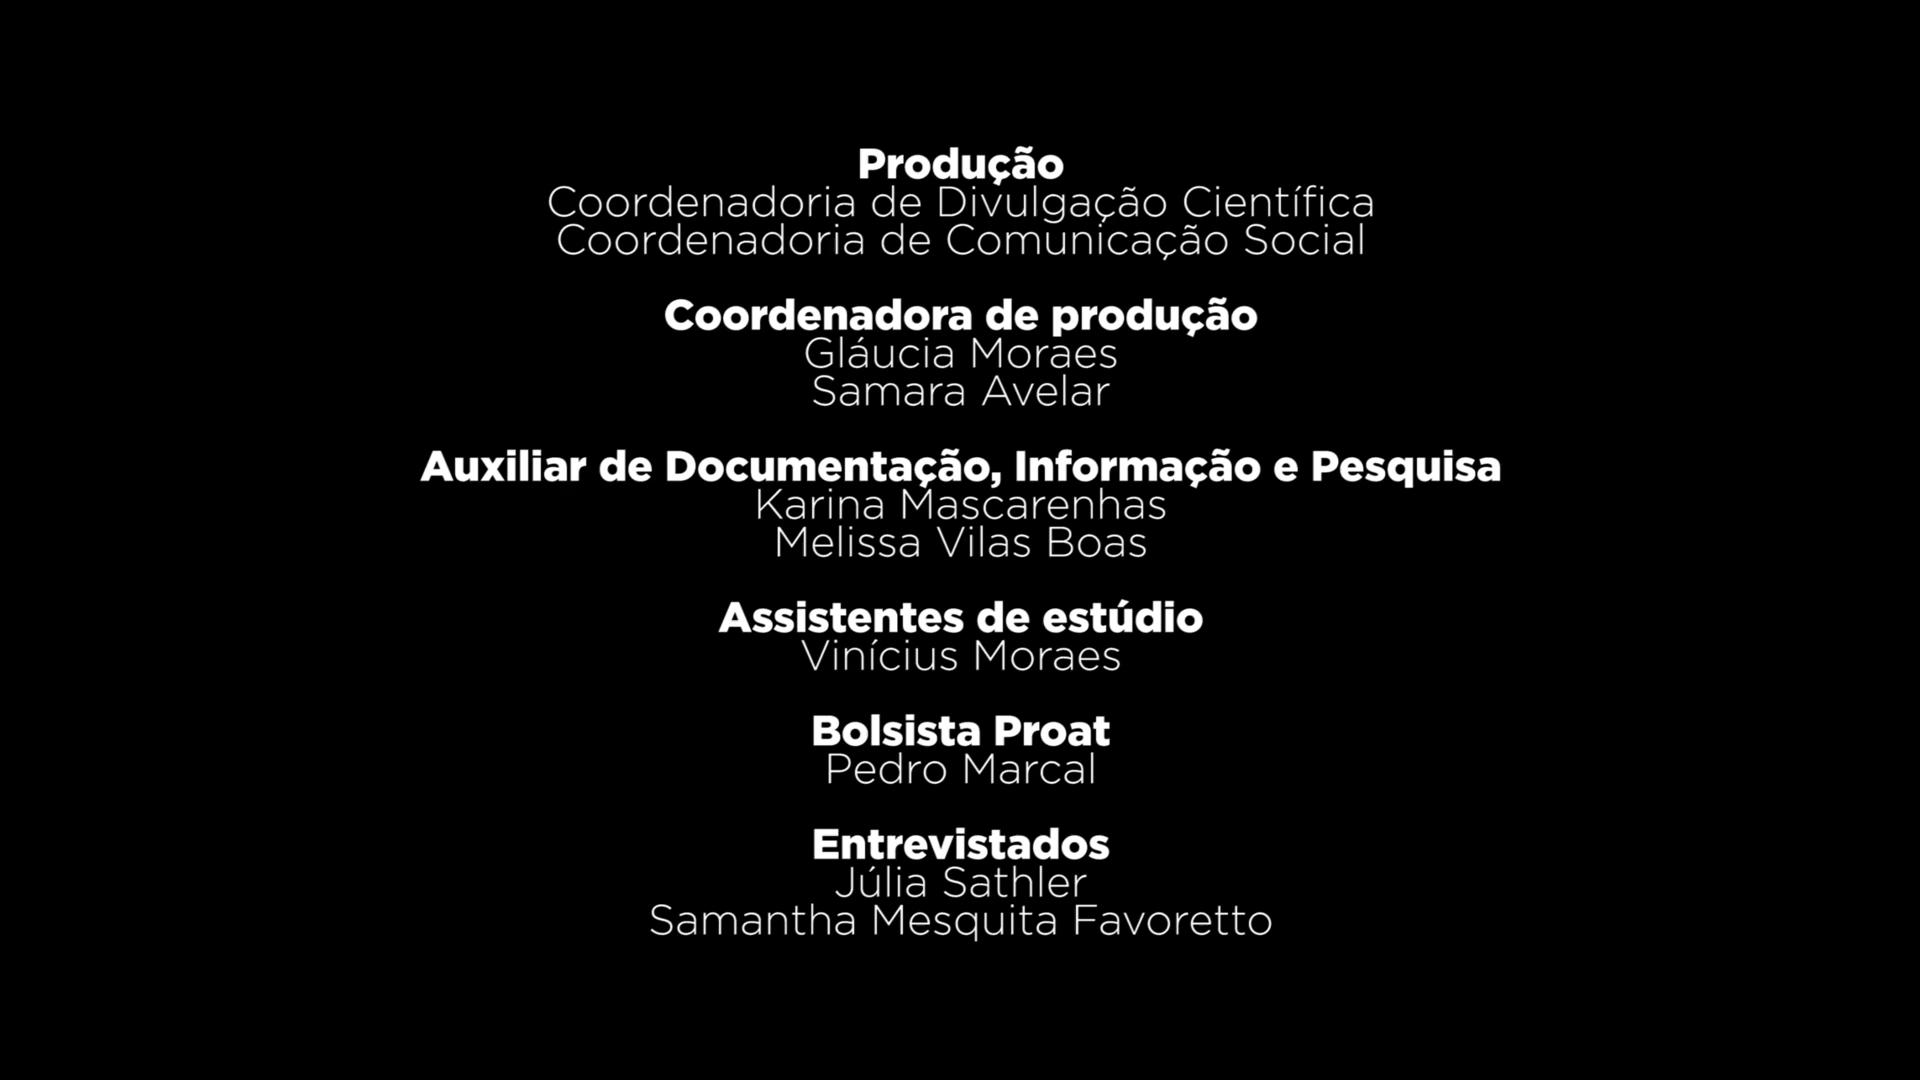 Produção
Coordenadoria de Divulgação Científica
Coordenadoria de Comunicação Social
Coordenadora de produção
Gláucia Moraes
Samara Avelar
Auxiliar de Documentação, Informação e Pesquisa
Karina Mascarenhas
Melissa Vilas Boas
Assistentes de estúdio
Vinícius Moraes
Bolsista Proat
Pedro Marcal
Entrevistados
Júlia Sathler
Samantha Mesquita Favoretto